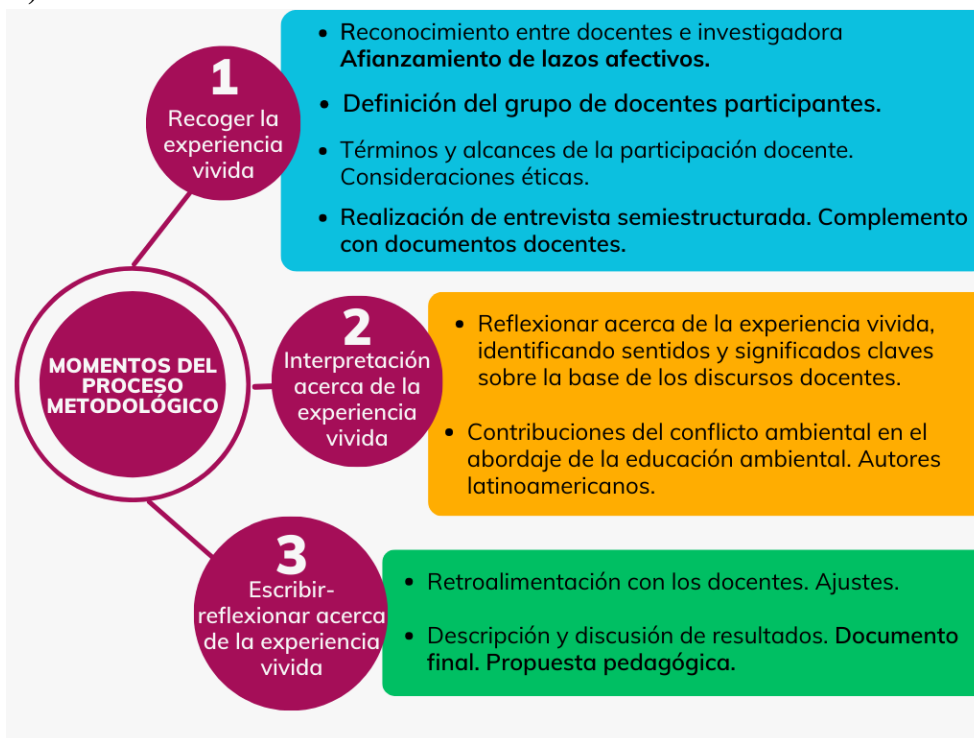 MOMENTOS DEL
PROCESO
METODOLÓGICO
1
Recoger la
experiencia
vivida
• Reconocimiento entre docentes e investigadora
Afianzamiento de lazos afectivos.
• Definición del grupo de docentes participantes.
• Términos y alcances de la participación docente.
Consideraciones éticas.
• Realización de entrevista semiestructurada. Complemento
con documentos docentes.
2
Interpretación
acerca de la
experiencia
vivida
• Reflexionar acerca de la experiencia vivida,
identificando sentidos y significados claves
sobre la base de los discursos docentes.
• Contribuciones del conflicto ambiental en el
abordaje de la educación ambiental. Autores
latinoamericanos.
3
Escribir-
reflexionar acerca
de la experiencia
vivida
• Retroalimentación con los docentes. Ajustes.
• Descripción y discusión de resultados. Documento
final. Propuesta pedagógica.